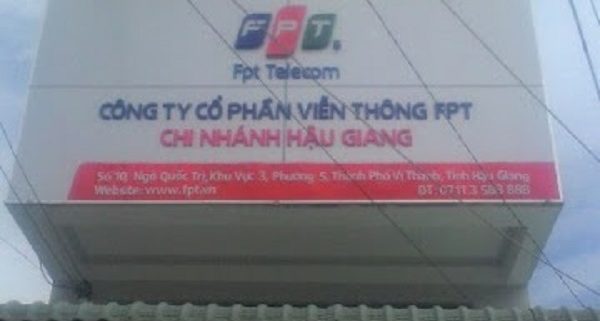 FPT
Fpt Telecom
CÔNG TY CỔ PHẦN VIỄN THÔNG FPT
CHI NHÁNH HẬU GIANG
Số 10, Ngô Quốc Trị, Khu Vực 3, Phường 5, Thành Phố Vị Thanh, Tỉnh Hậu Giang
Website: www.fpt.vn ĐT: 0711.3 583 888